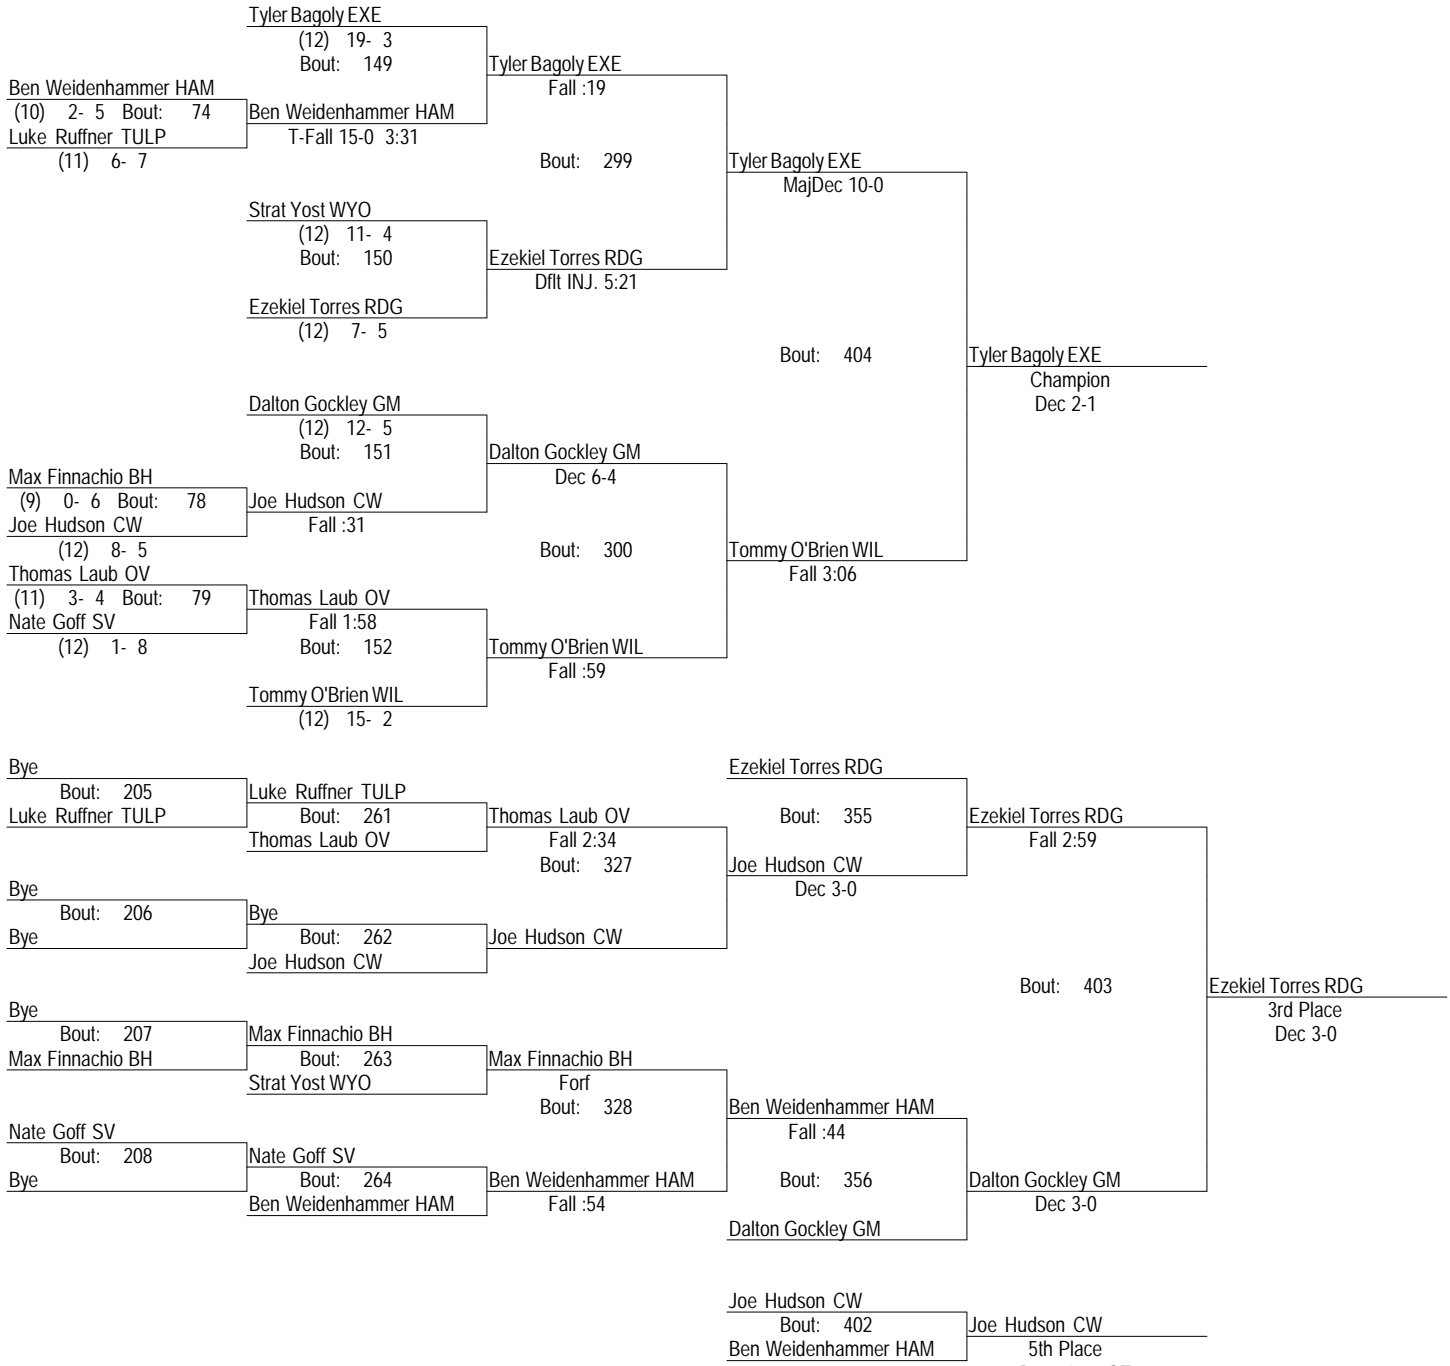 Tyler Bagoly EXE
(12) 19- 3
Bout: 149
Tyler Bagoly EXE
Fall :19
Ben Weidenhammer HAM
(10) 2- 5 Bout: 74
Ben Weidenhammer HAM
Luke Ruffner TULP
T-Fall 15-0 3:31
(11) 6- 7
Bout: 299
Tyler Bagoly EXE
MajDec 10-0
Strat Yost WYO
(12) 11- 4
Bout: 150
Ezekiel Torres RDG
Dflt INJ. 5:21
Ezekiel Torres RDG
(12) 7- 5
Bout: 404
Tyler Bagoly EXE
Champion
Dec 2-1
Dalton Gockley GM
(12) 12- 5
Bout: 151
Dalton Gockley GM
Dec 6-4
Max Finnachio BH
(9) 0- 6 Bout: 78
Joe Hudson CW
Joe Hudson CW
Fall :31
(12) 8- 5
Bout: 300
Tommy O'Brien WIL
Fall 3:06
Thomas Laub OV
(11) 3- 4 Bout: 79
Thomas Laub OV
Nate Goff SV
Fall 1:58
(12) 1- 8
Bout: 152
Tommy O'Brien WIL
Fall :59
Tommy O'Brien WIL
(12) 15- 2
Bye
Ezekiel Torres RDG
Bout: 205
Luke Ruffner TULP
Luke Ruffner TULP
Bout: 261
Thomas Laub OV
Bout: 355
Ezekiel Torres RDG
Thomas Laub OV
Fall 2:34
Fall 2:59
Bout: 327
Joe Hudson CW
Dec 3-0
Bye
Bout: 206
Bye
Bye
Bout: 262
Joe Hudson CW
Joe Hudson CW
Bout: 403
Ezekiel Torres RDG
3rd Place
Dec 3-0
Bye
Bout: 207
Max Finnachio BH
Max Finnachio BH
Bout: 263
Max Finnachio BH
Strat Yost WYO
Forf
Bout: 328
Ben Weidenhammer HAM
Fall :44
Nate Goff SV
Bout: 208
Nate Goff SV
Bye
Bout: 264
Ben Weidenhammer HAM
Bout: 356
Dalton Gockley GM
Ben Weidenhammer HAM
Fall :54
Dec 3-0
Dalton Gockley GM
Joe Hudson CW
Bout: 402
Joe Hudson CW
Ben Weidenhammer HAM
5th Place